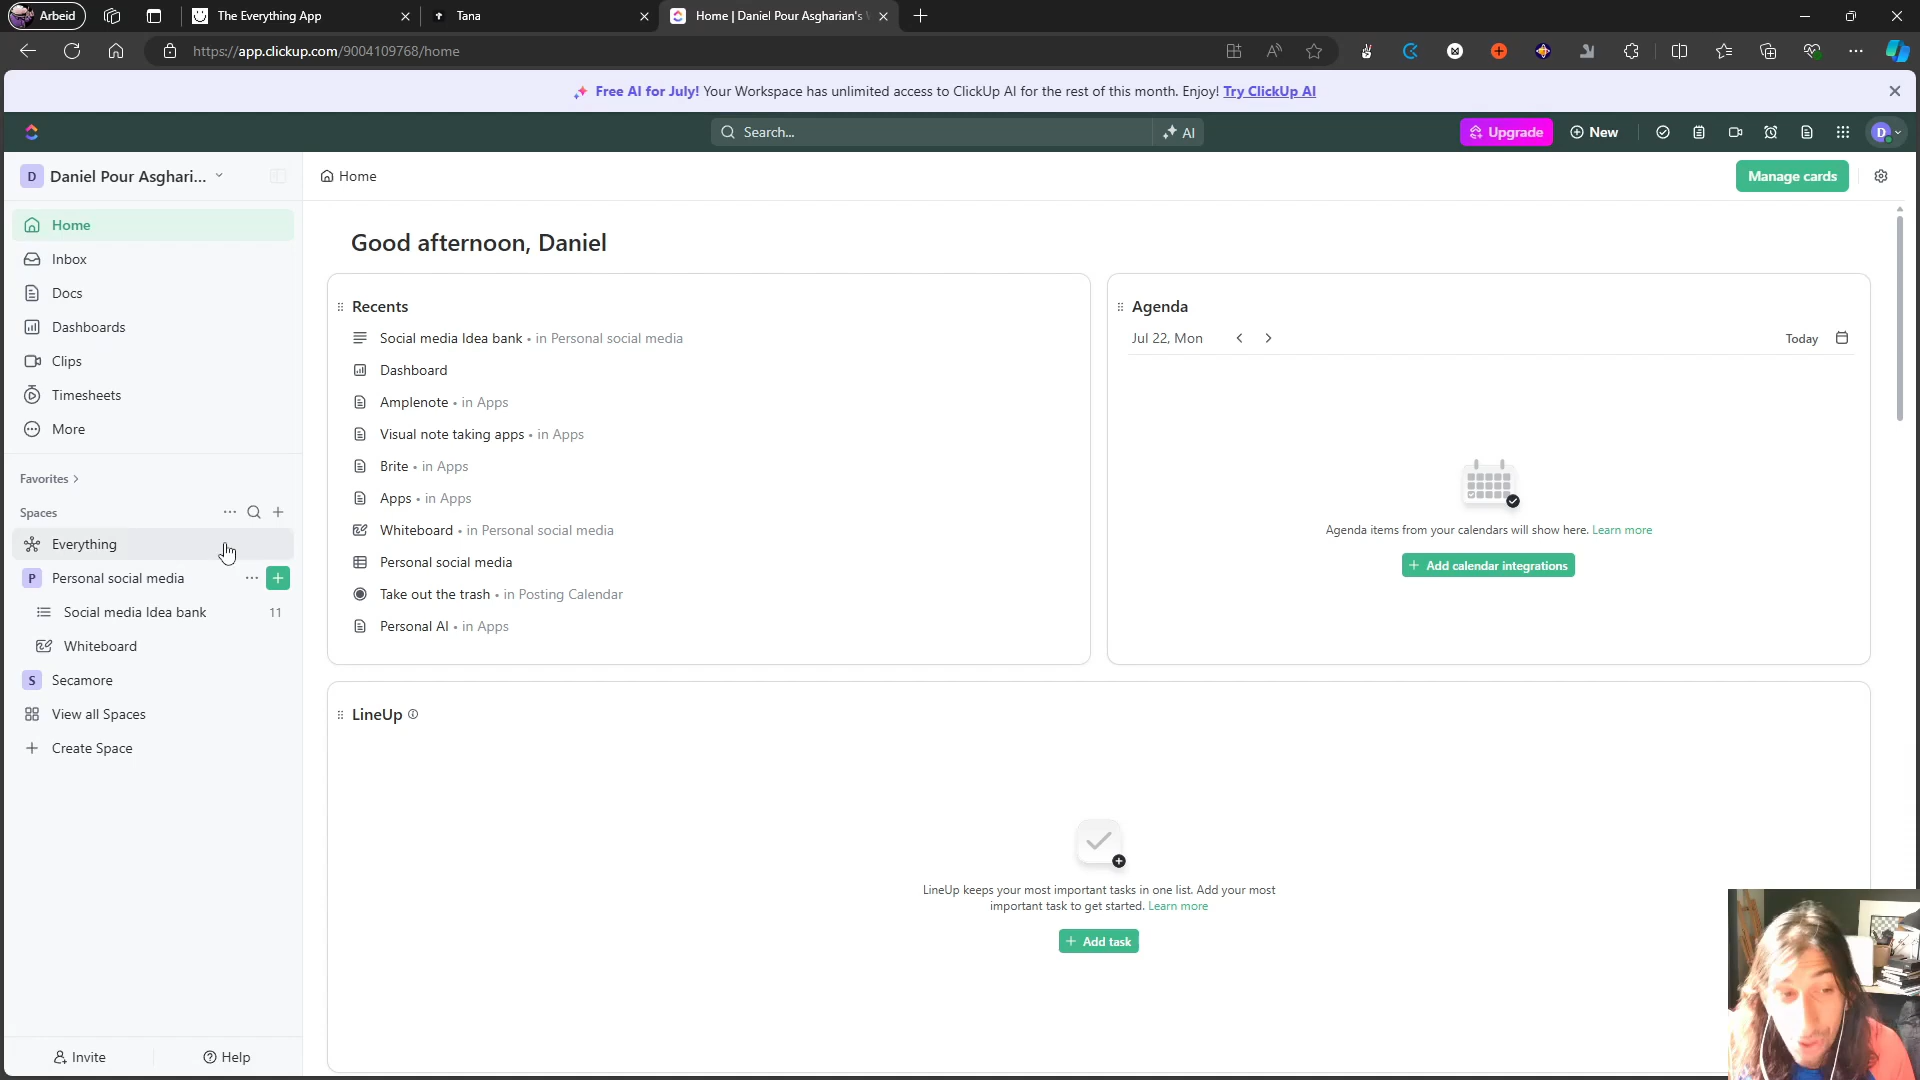 Arbeid
The Everything App
Tana
Home | Daniel Pour Asgharian's
https://app.clickup.com/9004109768/home
Free AI for July! Your Workspace has unlimited access to ClickUp AI for the rest of this month. Enjoy! Try ClickUp AI
Search...
AI
Upgrade
New
D
D
Daniel Pour Asghari...
Home
Manage cards
Home
Inbox
Docs
Dashboards
Clips
Timesheets
More
Favorites
Spaces
Everything
P
Personal social media
Social media Idea bank
11
Whiteboard
S
Secamore
View all Spaces
Create Space
Invite
Help
Good afternoon, Daniel
Recents
Social media Idea bank • in Personal social media
Dashboard
Amplenote • in Apps
Visual note taking apps • in Apps
Brite • in Apps
Apps • in Apps
Whiteboard • in Personal social media
Personal social media
Take out the trash • in Posting Calendar
Personal AI • in Apps
Agenda
Jul 22, Mon
Today
Agenda items from your calendars will show here. Learn more
+ Add calendar integrations
LineUp
LineUp keeps your most important tasks in one list. Add your most
important task to get started. Learn more
+ Add task